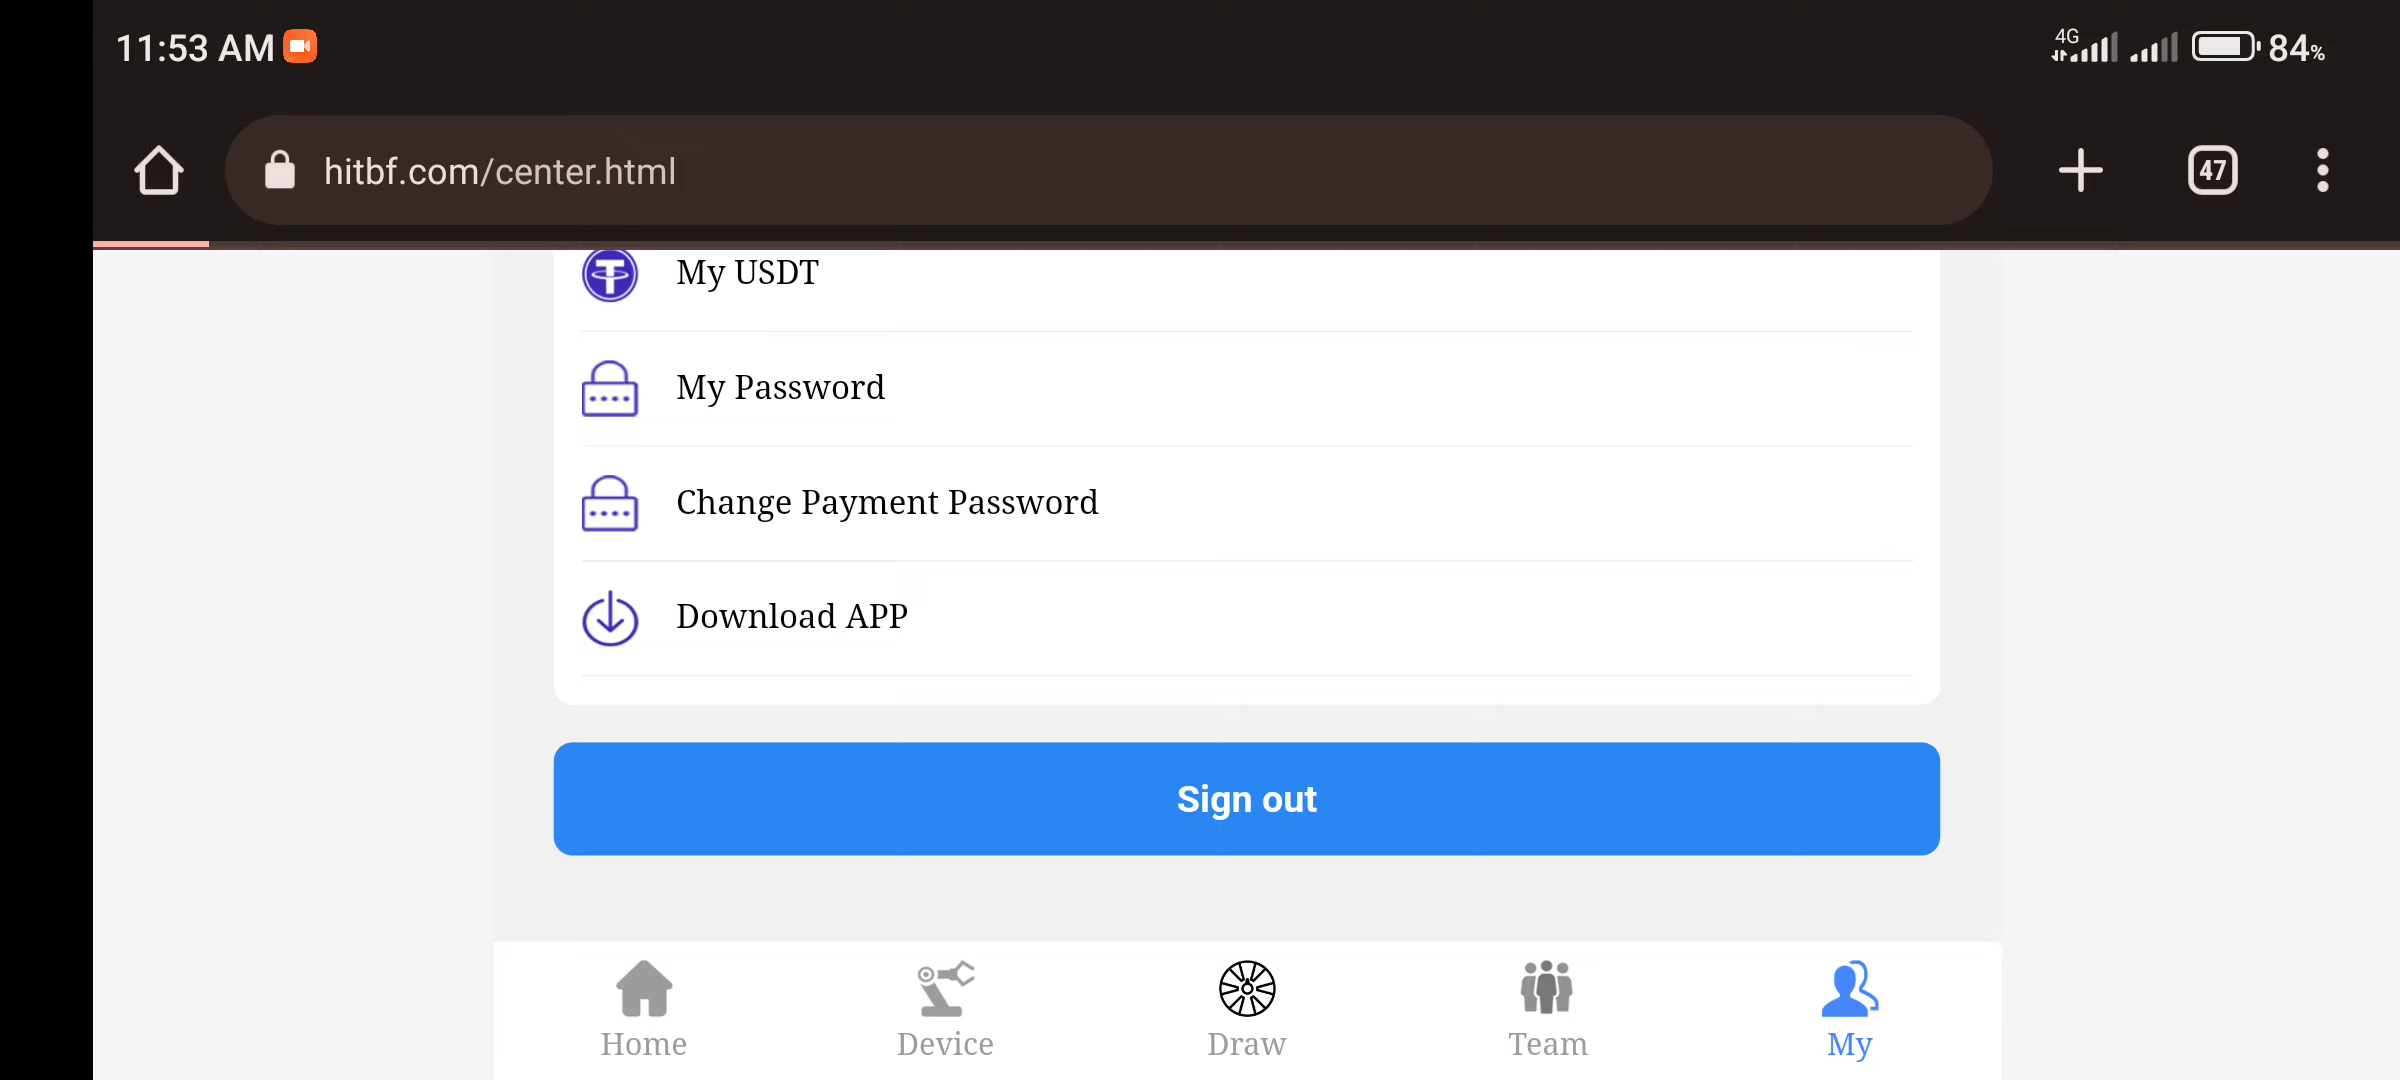 11:53 AM
4G
84%
hitbf.com/center.html
47
My USDT
My Password
Change Payment Password
Download APP
Sign out
Home
Device
Draw
Team
My